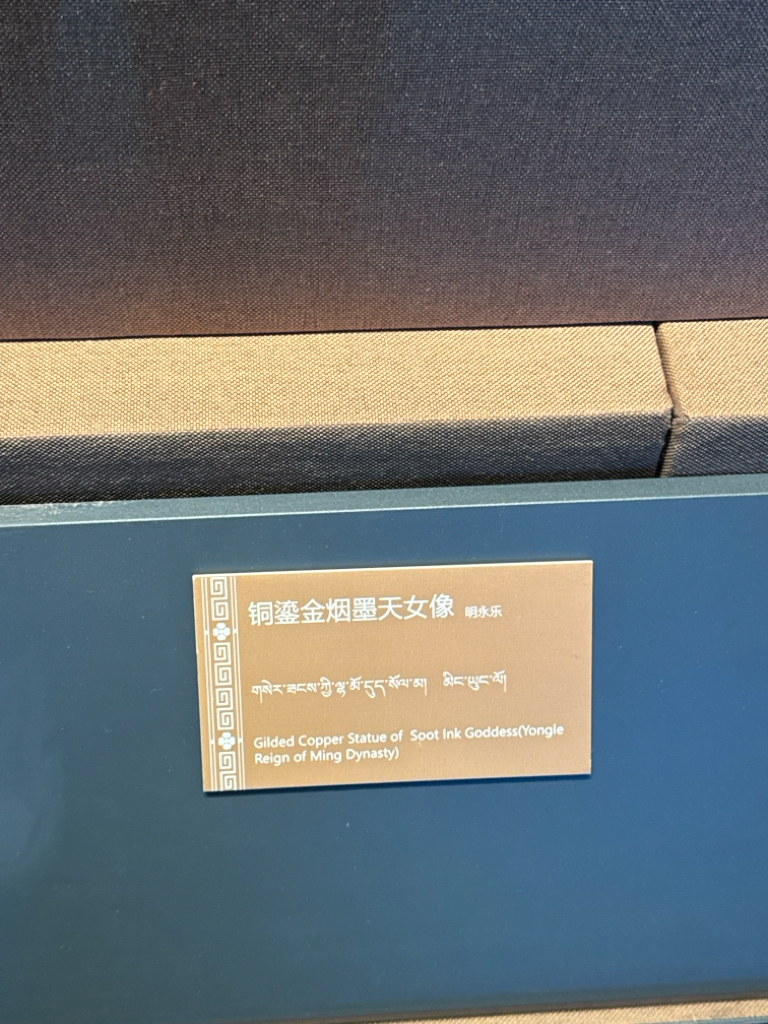 铜鎏金烟墨天女像 明永乐
གསེར་ཟངས་ཀྱི་ལྷ་མོ་དུད་སོལ་མ། མིང་ཡུང་ལོ།
Gilded Copper Statue of Soot Ink Goddess(Yongle
Reign of Ming Dynasty)